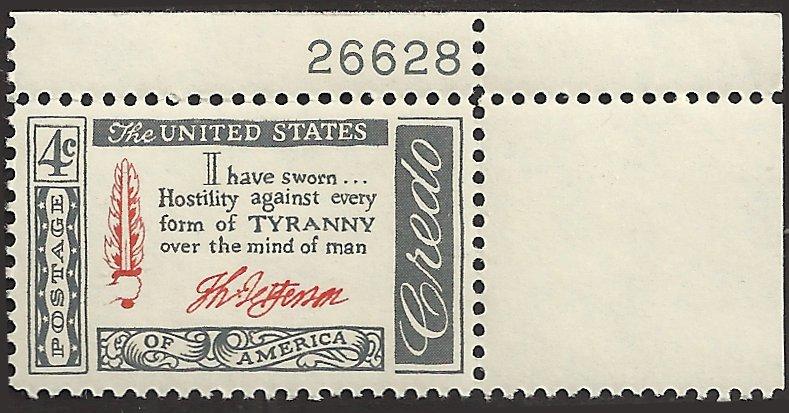 26628
4c
POSTAGE
The UNITED STATES
I have sworn...
Hostility against every
form of TYRANNY
over the mind of man
Th. Jefferson
OF AMERICA
Credo